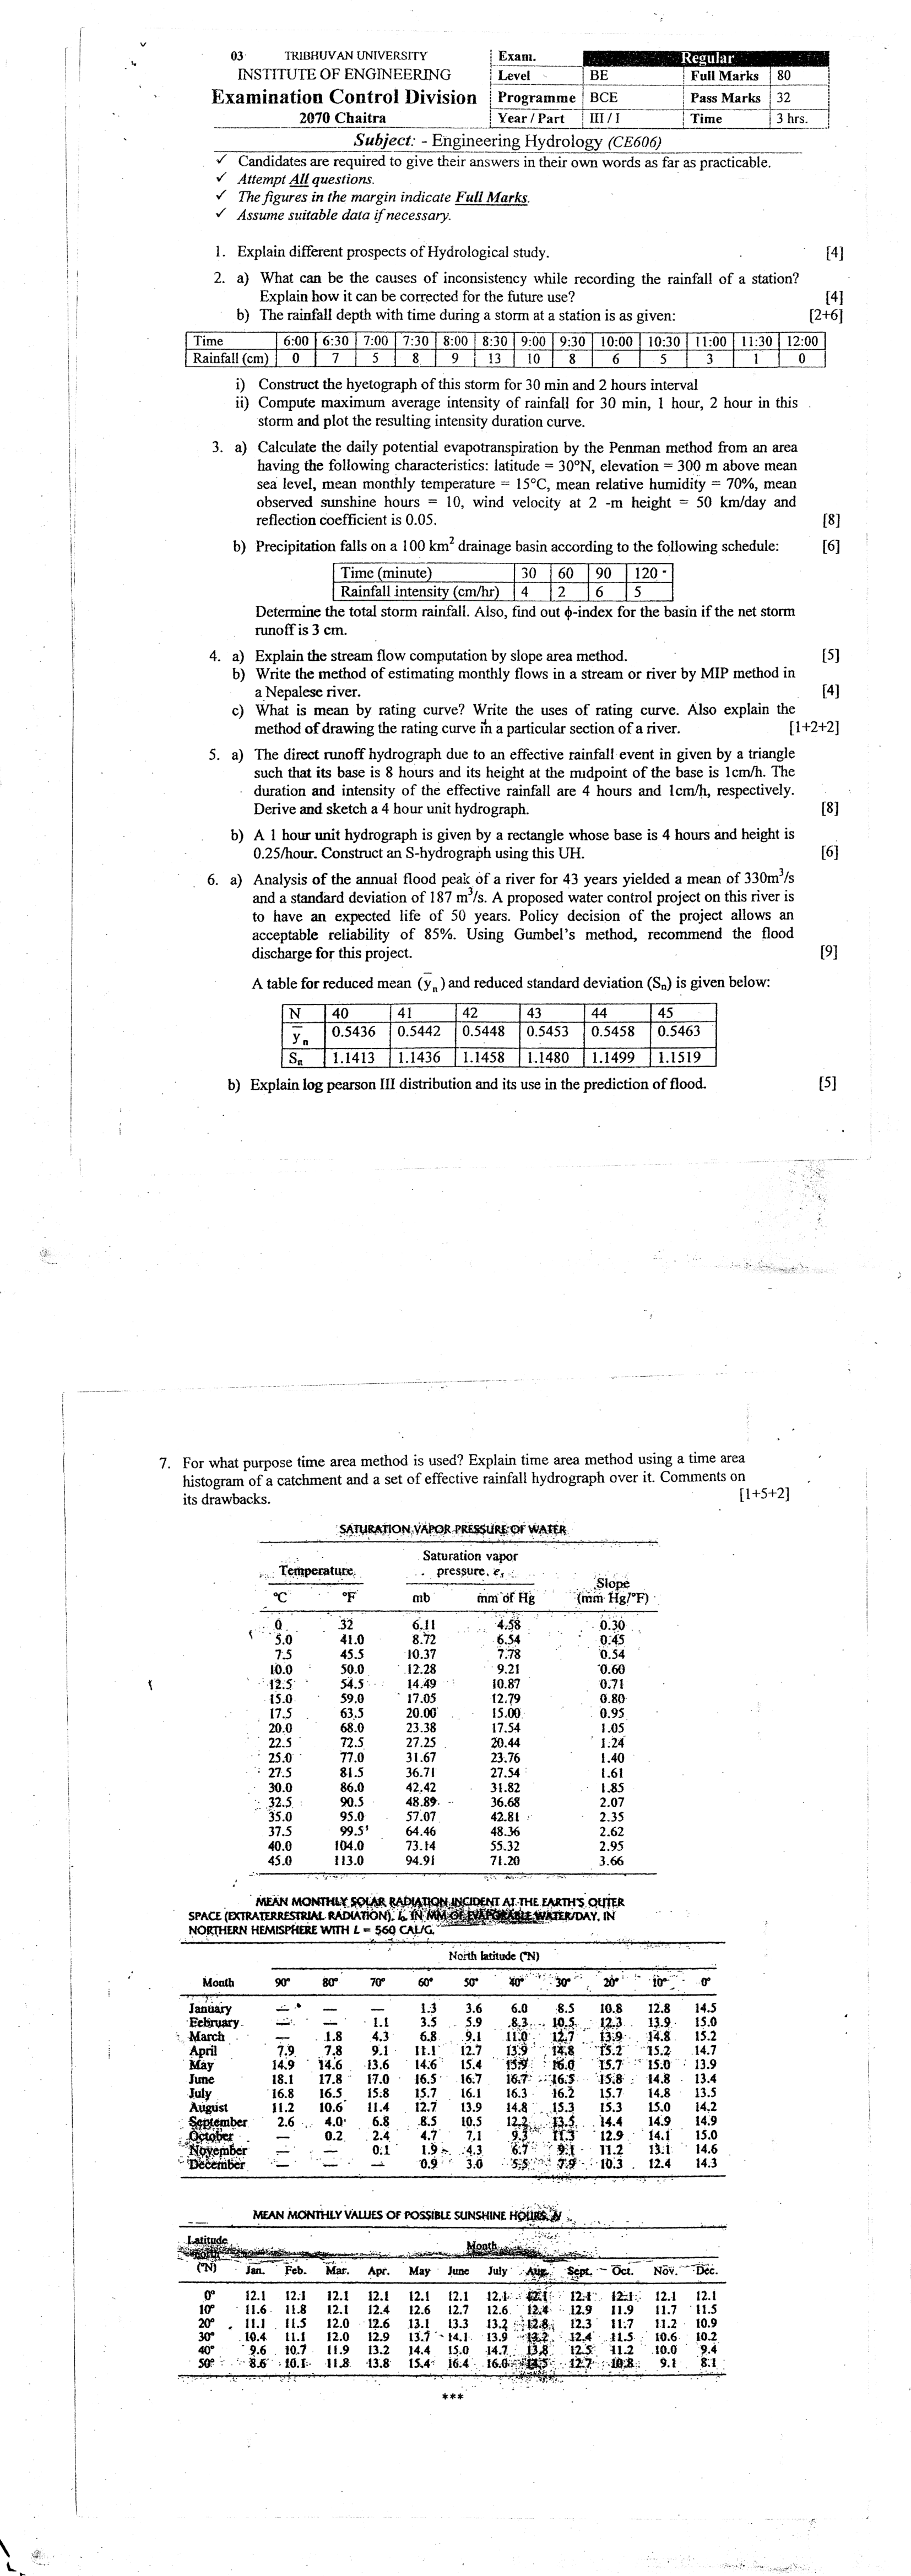 03 TRIBHUVAN UNIVERSITY
INSTITUTE OF ENGINEERING
Examination Control Division
2070 Chaitra
Exam. Regular
Level BE Full Marks 80
Programme BCE Pass Marks 32
Year / Part III / I Time 3 hrs.
Subject: - Engineering Hydrology (CE606)
✓ Candidates are required to give their answers in their own words as far as practicable.
✓ Attempt All questions.
✓ The figures in the margin indicate Full Marks.
✓ Assume suitable data if necessary.
1. Explain different prospects of Hydrological study. [4]
2. a) What can be the causes of inconsistency while recording the rainfall of a station?
Explain how it can be corrected for the future use? [4]
b) The rainfall depth with time during a storm at a station is as given: [2+6]
Time 6:00 6:30 7:00 7:30 8:00 8:30 9:00 9:30 10:00 10:30 11:00 11:30 12:00
Rainfall (cm) 0 7 5 8 9 13 10 8 6 5 3 1 0
i) Construct the hyetograph of this storm for 30 min and 2 hours interval
ii) Compute maximum average intensity of rainfall for 30 min, 1 hour, 2 hour in this
storm and plot the resulting intensity duration curve.
3. a) Calculate the daily potential evapotranspiration by the Penman method from an area
having the following characteristics: latitude = 30°N, elevation = 300 m above mean
sea level, mean monthly temperature = 15°C, mean relative humidity = 70%, mean
observed sunshine hours = 10, wind velocity at 2 -m height = 50 km/day and
reflection coefficient is 0.05. [8]
b) Precipitation falls on a 100 km² drainage basin according to the following schedule: [6]
Time (minute) 30 60 90 120
Rainfall intensity (cm/hr) 4 2 6 5
Determine the total storm rainfall. Also, find out ϕ-index for the basin if the net storm
runoff is 3 cm.
4. a) Explain the stream flow computation by slope area method. [5]
b) Write the method of estimating monthly flows in a stream or river by MIP method in
a Nepalese river. [4]
c) What is mean by rating curve? Write the uses of rating curve. Also explain the
method of drawing the rating curve in a particular section of a river. [1+2+2]
5. a) The direct runoff hydrograph due to an effective rainfall event in given by a triangle
such that its base is 8 hours and its height at the midpoint of the base is 1cm/h. The
duration and intensity of the effective rainfall are 4 hours and 1cm/h, respectively.
Derive and sketch a 4 hour unit hydrograph. [8]
b) A 1 hour unit hydrograph is given by a rectangle whose base is 4 hours and height is
0.25/hour. Construct an S-hydrograph using this UH. [6]
6. a) Analysis of the annual flood peak of a river for 43 years yielded a mean of 330m³/s
and a standard deviation of 187 m³/s. A proposed water control project on this river is
to have an expected life of 50 years. Policy decision of the project allows an
acceptable reliability of 85%. Using Gumbel's method, recommend the flood
discharge for this project. [9]
A table for reduced mean (y̅n) and reduced standard deviation (Sn) is given below:
N 40 41 42 43 44 45
y̅n 0.5436 0.5442 0.5448 0.5453 0.5458 0.5463
Sn 1.1413 1.1436 1.1458 1.1480 1.1499 1.1519
b) Explain log pearson III distribution and its use in the prediction of flood. [5]
7. For what purpose time area method is used? Explain time area method using a time area
histogram of a catchment and a set of effective rainfall hydrograph over it. Comments on
its drawbacks. [1+5+2]
SATURATION VAPOR PRESSURE OF WATER
Temperature Saturation vapor pressure, es Slope
°C °F mb mm of Hg (mm Hg/°F)
0 32 6.11 4.58 0.30
5.0 41.0 8.72 6.54 0.45
7.5 45.5 10.37 7.78 0.54
10.0 50.0 12.28 9.21 0.60
12.5 54.5 14.49 10.87 0.71
15.0 59.0 17.05 12.79 0.80
17.5 63.5 20.00 15.00 0.95
20.0 68.0 23.38 17.54 1.05
22.5 72.5 27.25 20.44 1.24
25.0 77.0 31.67 23.76 1.40
27.5 81.5 36.71 27.54 1.61
30.0 86.0 42.42 31.82 1.85
32.5 90.5 48.89 36.68 2.07
35.0 95.0 57.07 42.81 2.35
37.5 99.5 64.46 48.36 2.62
40.0 104.0 73.14 55.32 2.95
45.0 113.0 94.91 71.20 3.66
MEAN MONTHLY SOLAR RADIATION INCIDENT AT THE EARTH'S OUTER
SPACE (EXTRATERRESTRIAL RADIATION), I₀, IN MM OF EVAPORABLE WATER/DAY, IN
NORTHERN HEMISPHERE WITH L = 560 CAL/G.
North latitude (°N)
Month 90° 80° 70° 60° 50° 40° 30° 20° 10° 0°
January — — — 1.3 3.6 6.0 8.5 10.8 12.8 14.5
February — — 1.1 3.5 5.9 8.3 10.5 12.3 13.9 15.0
March — 1.8 4.3 6.8 9.1 11.0 12.7 13.9 14.8 15.2
April 7.9 7.8 9.1 11.1 12.7 13.9 14.8 15.2 15.2 14.7
May 14.9 14.6 13.6 14.6 15.4 15.9 16.0 15.7 15.0 13.9
June 18.1 17.8 17.0 16.5 16.7 16.7 16.5 15.8 14.8 13.4
July 16.8 16.5 15.8 15.7 16.1 16.3 16.2 15.7 14.8 13.5
August 11.2 10.6 11.4 12.7 13.9 14.8 15.3 15.3 15.0 14.2
September 2.6 4.0 6.8 8.5 10.5 12.2 13.5 14.4 14.9 14.9
October — 0.2 2.4 4.7 7.1 9.3 11.3 12.9 14.1 15.0
November — — 0.1 1.9 4.3 6.7 9.1 11.2 13.1 14.6
December — — — 0.9 3.0 5.5 7.9 10.3 12.4 14.3
MEAN MONTHLY VALUES OF POSSIBLE SUNSHINE HOURS, N
Latitude north Month
(°N) Jan. Feb. Mar. Apr. May June July Aug. Sept. Oct. Nov. Dec.
0° 12.1 12.1 12.1 12.1 12.1 12.1 12.1 12.1 12.1 12.1 12.1 12.1
10° 11.6 11.8 12.1 12.4 12.6 12.7 12.6 12.4 12.9 11.9 11.7 11.5
20° 11.1 11.5 12.0 12.6 13.1 13.3 13.2 12.8 12.3 11.7 11.2 10.9
30° 10.4 11.1 12.0 12.9 13.7 14.1 13.9 13.2 12.4 11.5 10.6 10.2
40° 9.6 10.7 11.9 13.2 14.4 15.0 14.7 13.8 12.5 11.2 10.0 9.4
50° 8.6 10.1 11.8 13.8 15.4 16.4 16.0 14.5 12.7 10.8 9.1 8.1
***